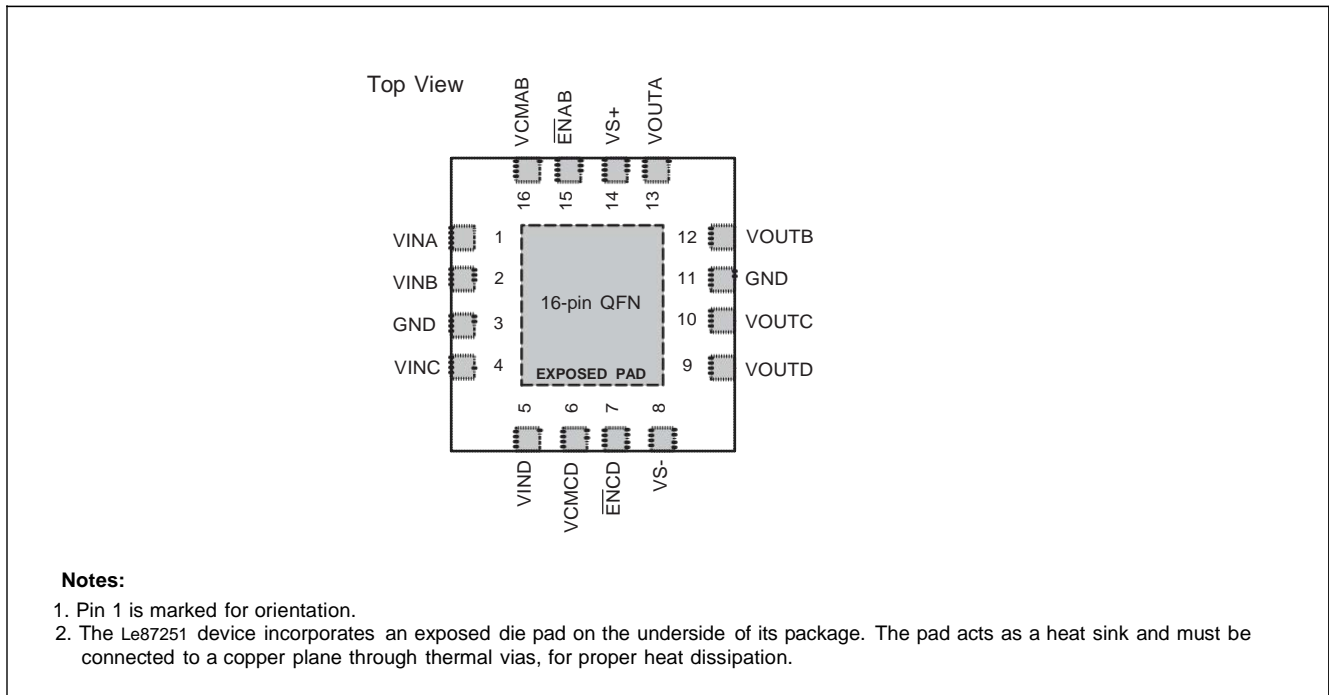 Top View
VCMAB
E̅N̅AB
VS+
VOUTA
16
15
14
13
VINA
1
12
VOUTB
VINB
2
11
GND
16-pin QFN
GND
3
10
VOUTC
VINC
4
9
VOUTD
EXPOSED PAD
5
6
7
8
VIND
VCMCD
E̅N̅CD
VS-
Notes:
1. Pin 1 is marked for orientation.
2. The Le87251 device incorporates an exposed die pad on the underside of its package. The pad acts as a heat sink and must be
connected to a copper plane through thermal vias, for proper heat dissipation.